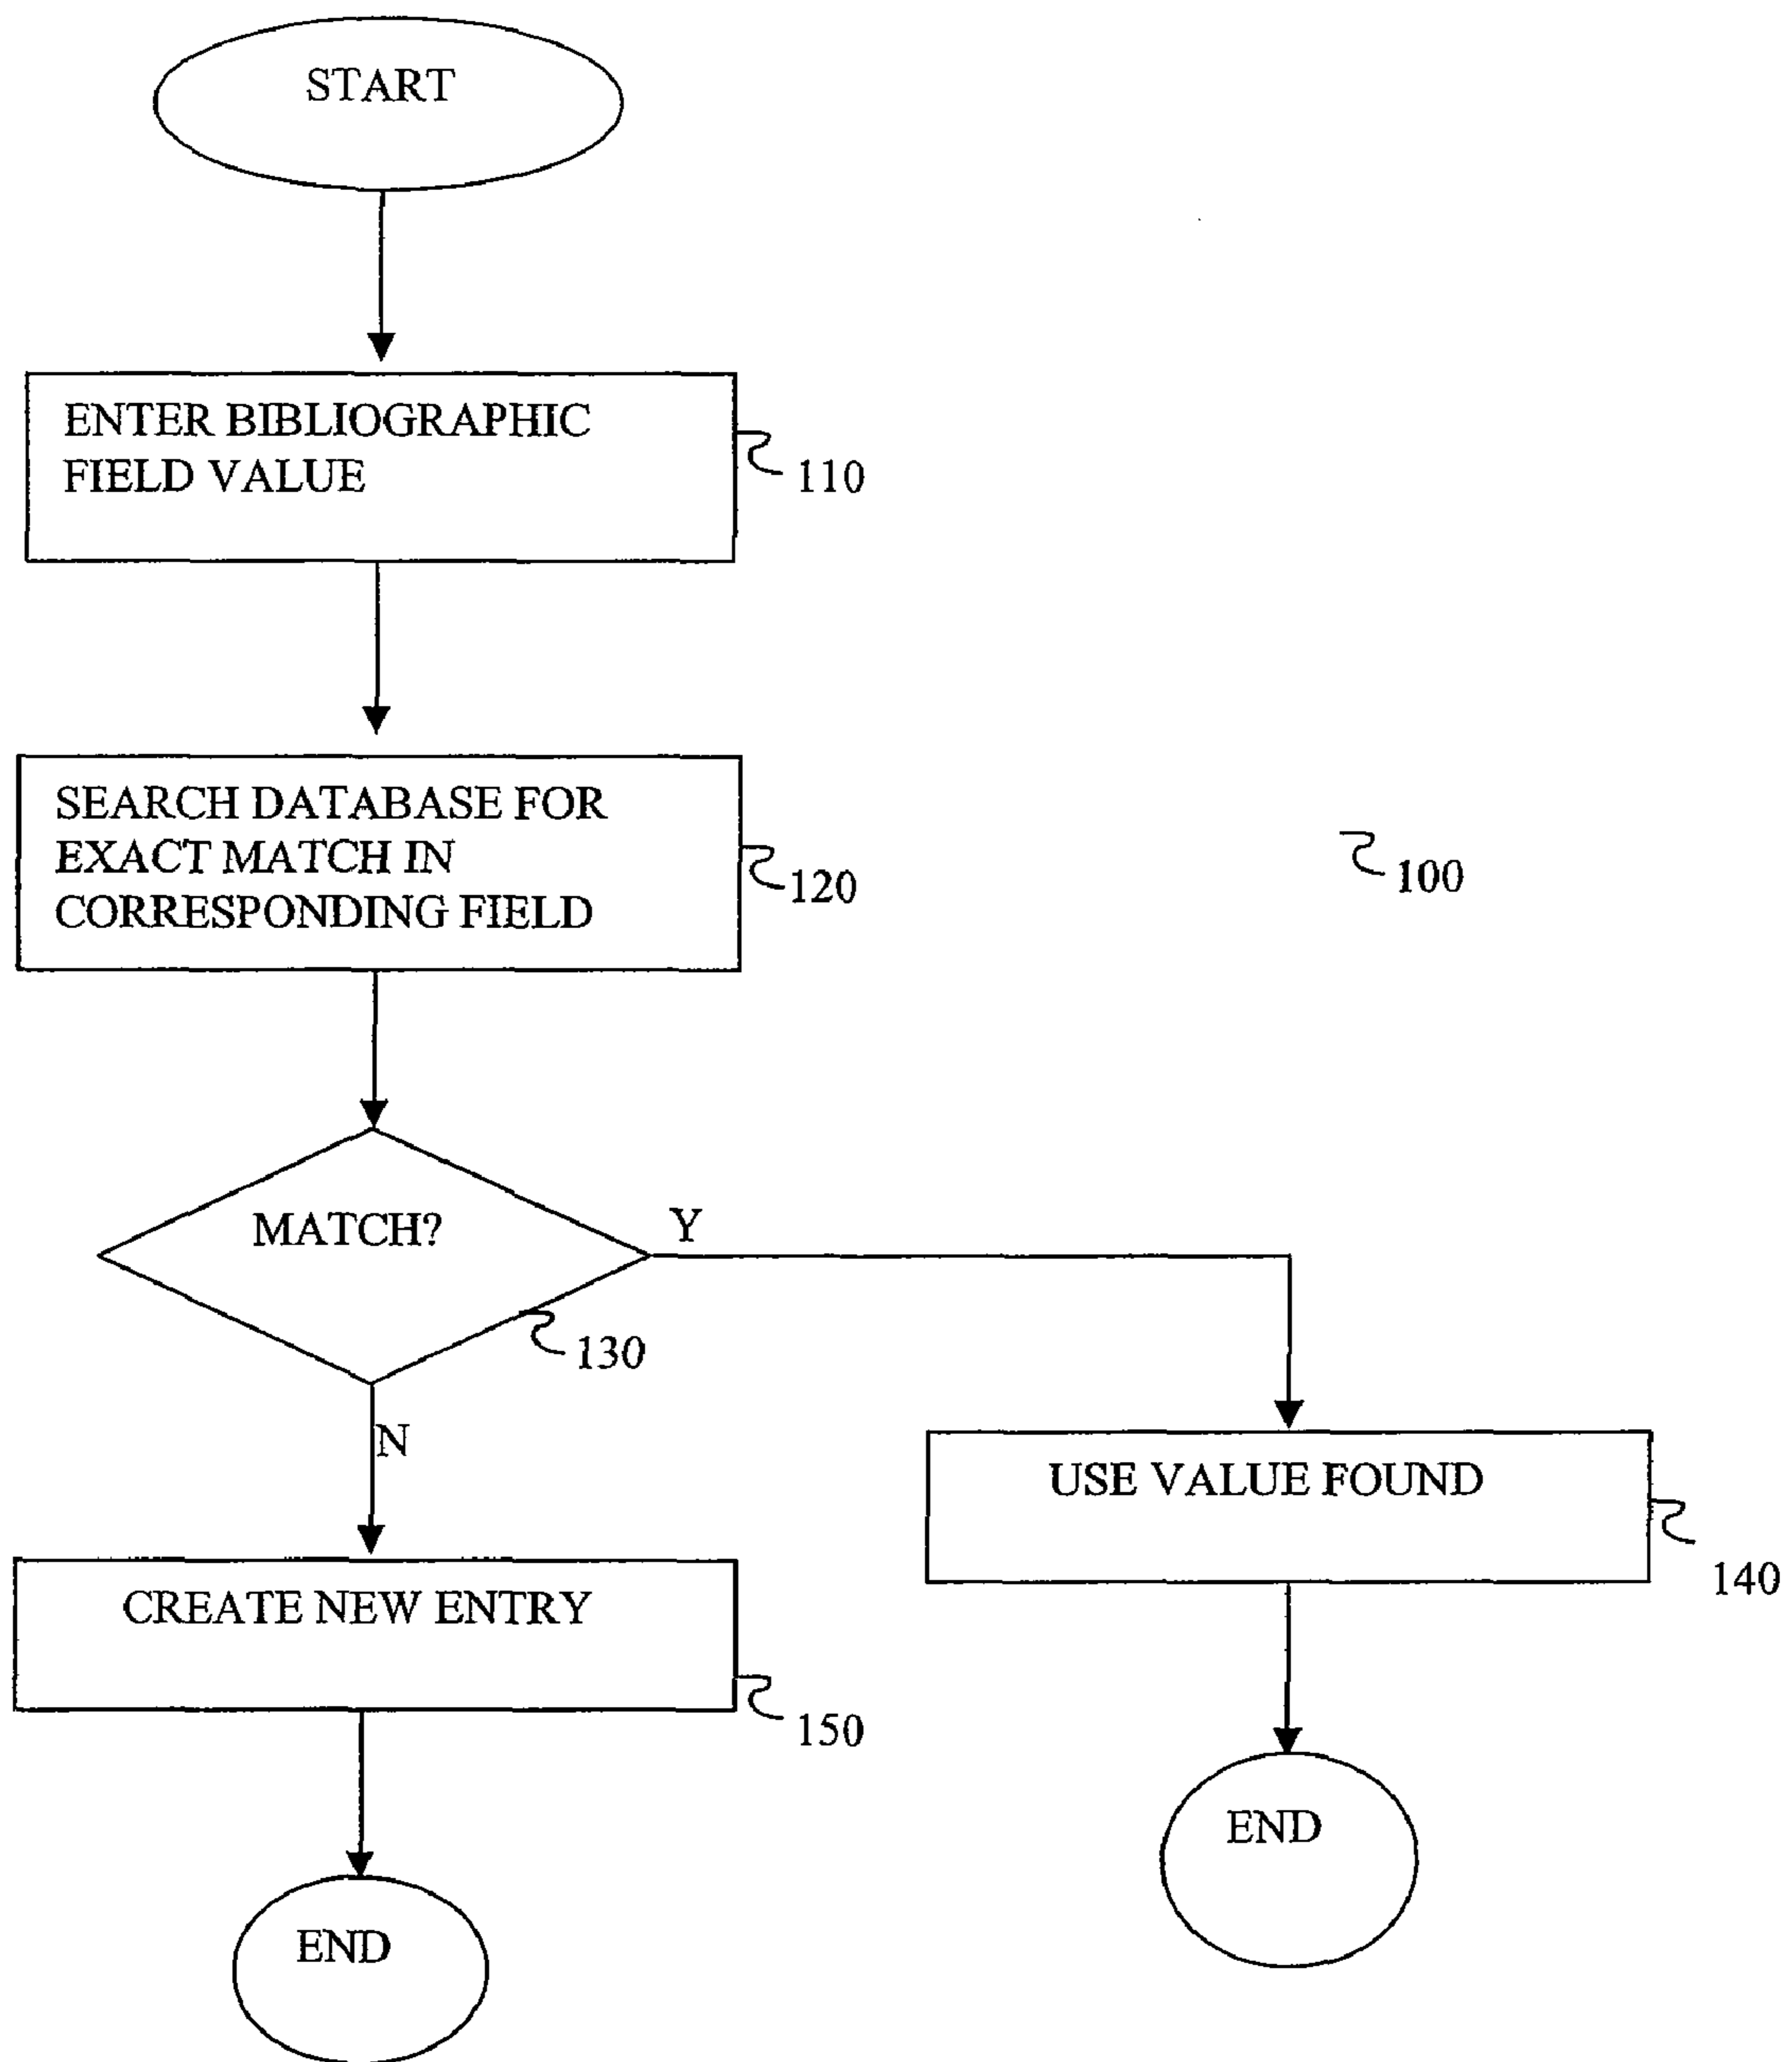 START
ENTER BIBLIOGRAPHIC
FIELD VALUE
110
SEARCH DATABASE FOR
EXACT MATCH IN
CORRESPONDING FIELD
120
100
MATCH?
Y
130
N
USE VALUE FOUND
140
CREATE NEW ENTRY
150
END
END